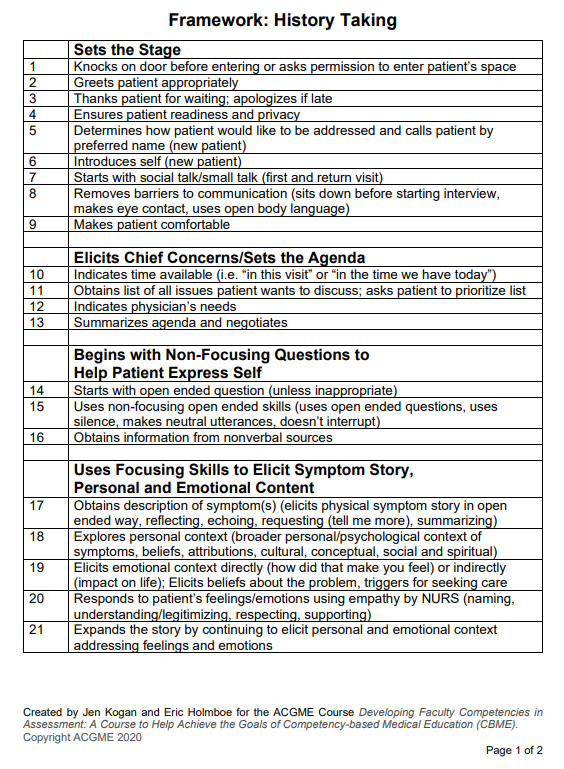 Framework: History Taking
Sets the Stage
1 Knocks on door before entering or asks permission to enter patient's space
2 Greets patient appropriately
3 Thanks patient for waiting; apologizes if late
4 Ensures patient readiness and privacy
5 Determines how patient would like to be addressed and calls patient by
preferred name (new patient)
6 Introduces self (new patient)
7 Starts with social talk/small talk (first and return visit)
8 Removes barriers to communication (sits down before starting interview,
makes eye contact, uses open body language)
9 Makes patient comfortable
Elicits Chief Concerns/Sets the Agenda
10 Indicates time available (i.e. “in this visit” or “in the time we have today”)
11 Obtains list of all issues patient wants to discuss; asks patient to prioritize list
12 Indicates physician's needs
13 Summarizes agenda and negotiates
Begins with Non-Focusing Questions to
Help Patient Express Self
14 Starts with open ended question (unless inappropriate)
15 Uses non-focusing open ended skills (uses open ended questions, uses
silence, makes neutral utterances, doesn't interrupt)
16 Obtains information from nonverbal sources
Uses Focusing Skills to Elicit Symptom Story,
Personal and Emotional Content
17 Obtains description of symptom(s) (elicits physical symptom story in open
ended way, reflecting, echoing, requesting (tell me more), summarizing)
18 Explores personal context (broader personal/psychological context of
symptoms, beliefs, attributions, cultural, conceptual, social and spiritual)
19 Elicits emotional context directly (how did that make you feel) or indirectly
(impact on life); Elicits beliefs about the problem, triggers for seeking care
20 Responds to patient's feelings/emotions using empathy by NURS (naming,
understanding/legitimizing, respecting, supporting)
21 Expands the story by continuing to elicit personal and emotional context
addressing feelings and emotions
Created by Jen Kogan and Eric Holmboe for the ACGME Course Developing Faculty Competencies in
Assessment: A Course to Help Achieve the Goals of Competency-based Medical Education (CBME).
Copyright ACGME 2020
Page 1 of 2